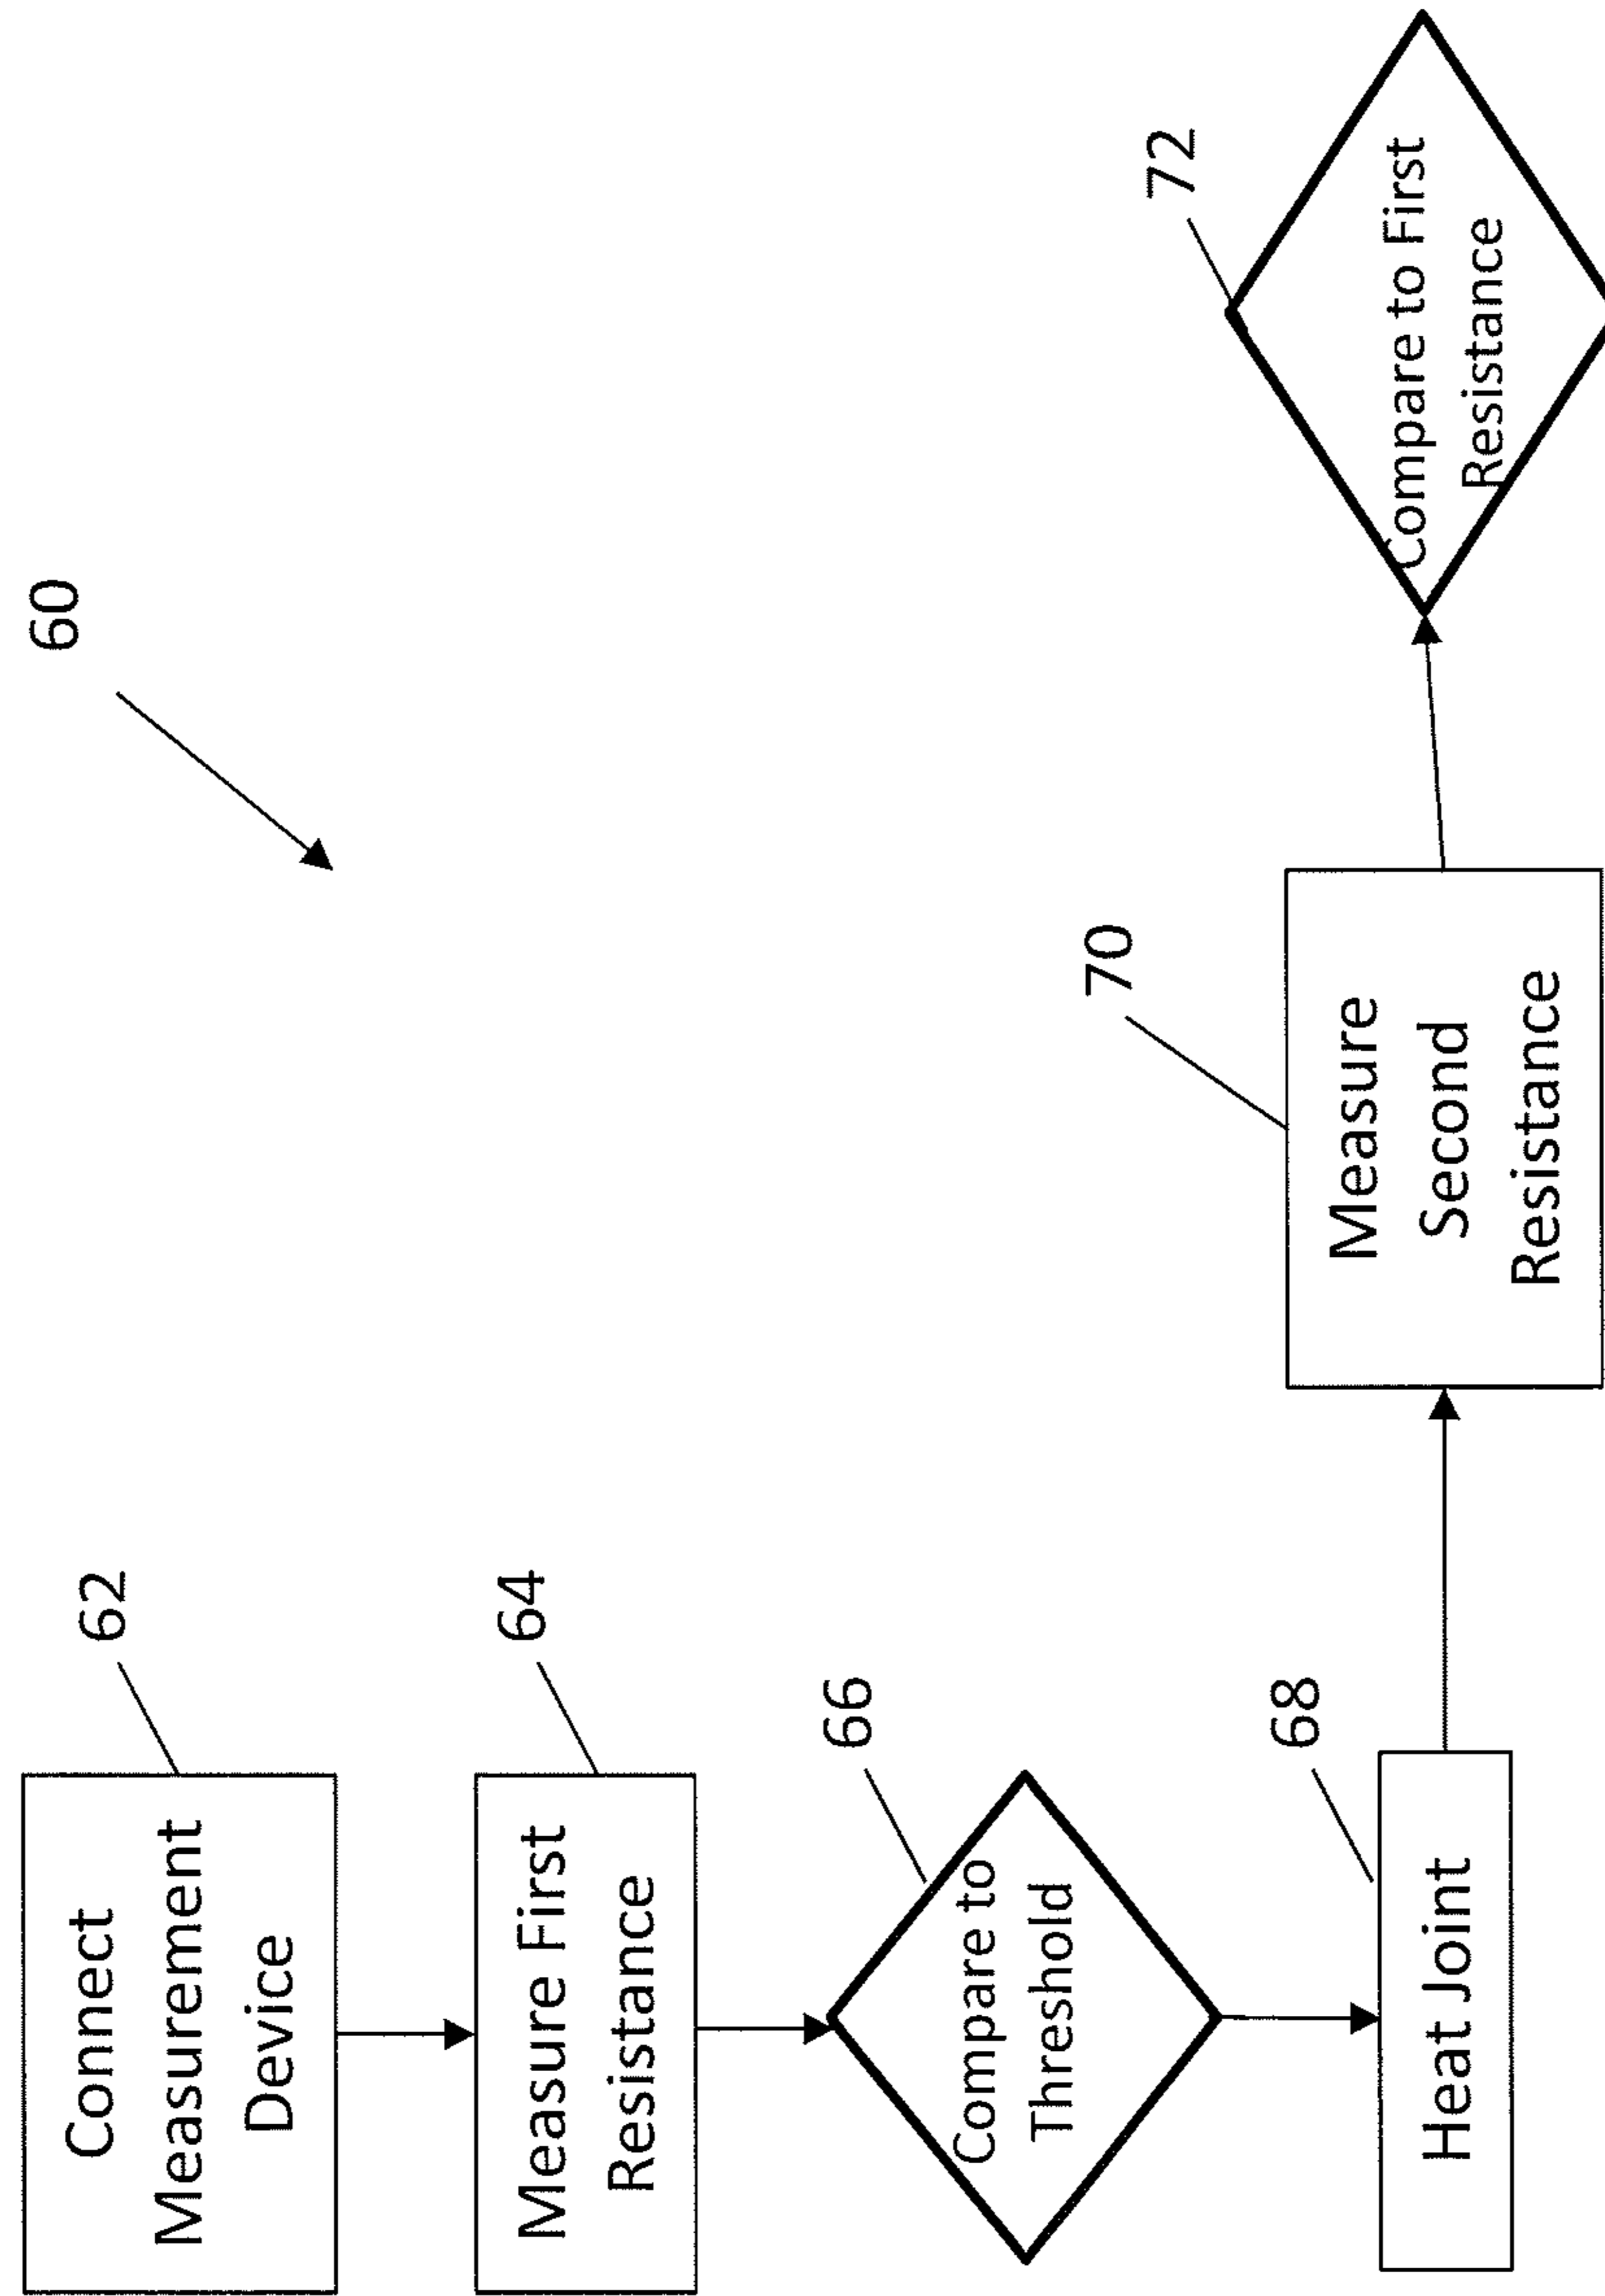 60
Connect
Measurement
Device
62
Measure First
Resistance
64
Compare to
Threshold
66
Heat Joint
68
Measure
Second
Resistance
70
Compare to First
Resistance
72